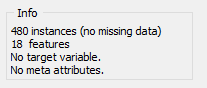 Info
480 instances (no missing data)
18 features
No target variable.
No meta attributes.